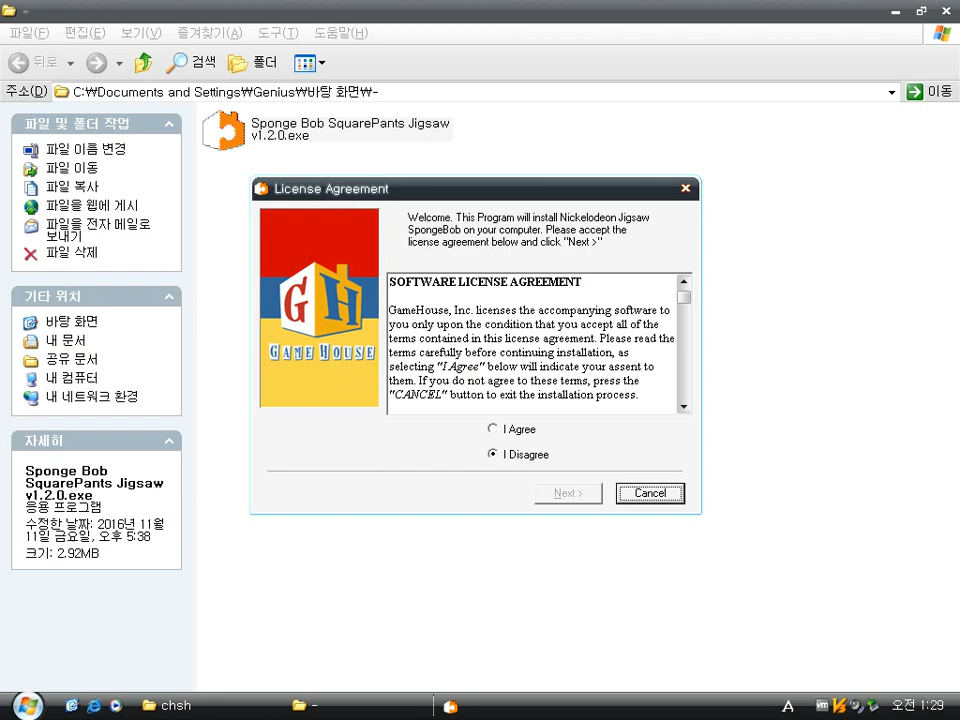 -
파일(F) 편집(E) 보기(V) 즐겨찾기(A) 도구(T) 도움말(H)
뒤로 검색 폴더
주소(D) C:₩Documents and Settings₩Genius₩바탕 화면₩- 이동
파일 및 폴더 작업
파일 이름 변경
파일 이동
파일 복사
파일을 웹에 게시
파일을 전자 메일로
보내기
파일 삭제
기타 위치
바탕 화면
내 문서
공유 문서
내 컴퓨터
내 네트워크 환경
자세히
Sponge Bob
SquarePants Jigsaw
v1.2.0.exe
응용 프로그램
수정한 날짜: 2016년 11월
11일 금요일, 오후 5:38
크기: 2.92MB
Sponge Bob SquarePants Jigsaw
v1.2.0.exe
License Agreement
GH
GAME HOUSE
Welcome. This Program will install Nickelodeon Jigsaw
SpongeBob on your computer. Please accept the
license agreement below and click "Next >"
SOFTWARE LICENSE AGREEMENT
GameHouse, Inc. licenses the accompanying software to
you only upon the condition that you accept all of the
terms contained in this license agreement. Please read the
terms carefully before continuing installation, as
selecting "I Agree" below will indicate your assent to
them. If you do not agree to these terms, press the
"CANCEL" button to exit the installation process.
I Agree
I Disagree
Next > Cancel
chsh - A vm 오전 1:29